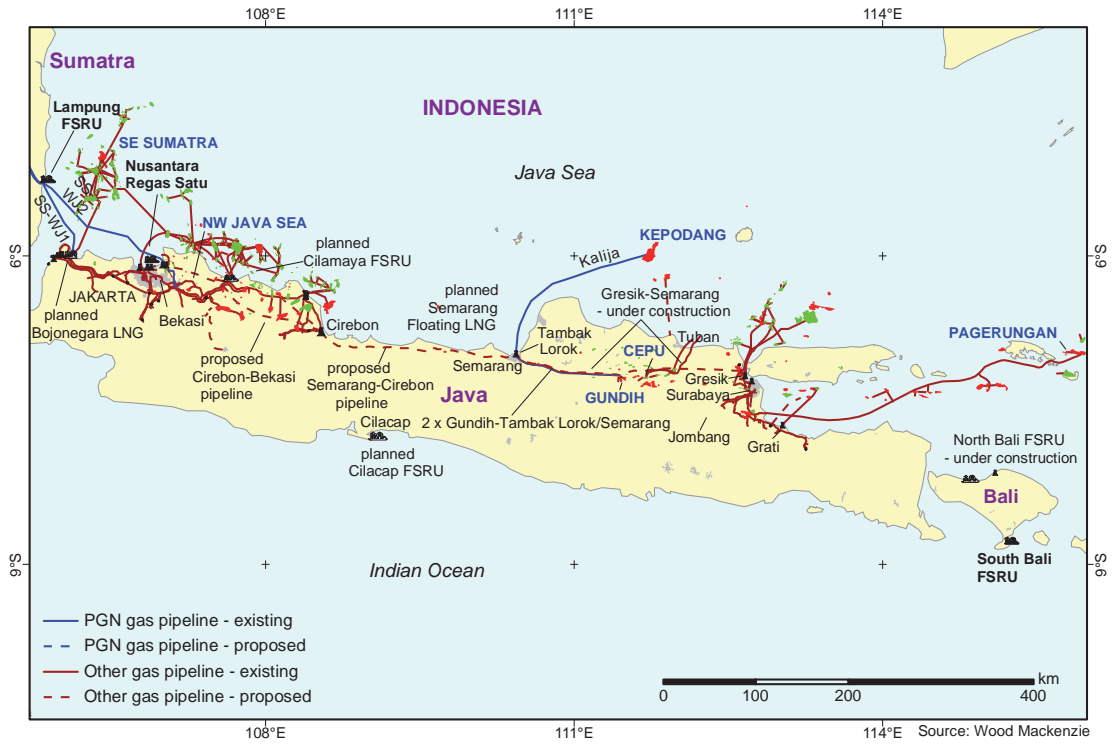 108°E
111°E
114°E
Sumatra
INDONESIA
Lampung
FSRU
SE SUMATRA
Nusantara
Regas Satu
Java Sea
SS-
WJ2
SS-WJ1
NW JAVA SEA
KEPODANG
Kalija
6°S
6°S
planned
Cilamaya FSRU
planned
Semarang
Floating LNG
Gresik-Semarang
- under construction
JAKARTA
planned
Bojonegara LNG
Bekasi
Cirebon
Tambak
Lorok
Tuban
PAGERUNGAN
CEPU
Semarang
proposed
Cirebon-Bekasi
pipeline
proposed
Semarang-Cirebon
pipeline
Java
GUNDIH
Gresik
Surabaya
Cilacap
2 x Gundih-Tambak Lorok/Semarang
Jombang
Grati
planned
Cilacap FSRU
North Bali FSRU
- under construction
Bali
South Bali
FSRU
9°S
9°S
Indian Ocean
PGN gas pipeline - existing
PGN gas pipeline - proposed
Other gas pipeline - existing
Other gas pipeline - proposed
km
0 100 200 400
108°E
111°E
114°E
Source: Wood Mackenzie